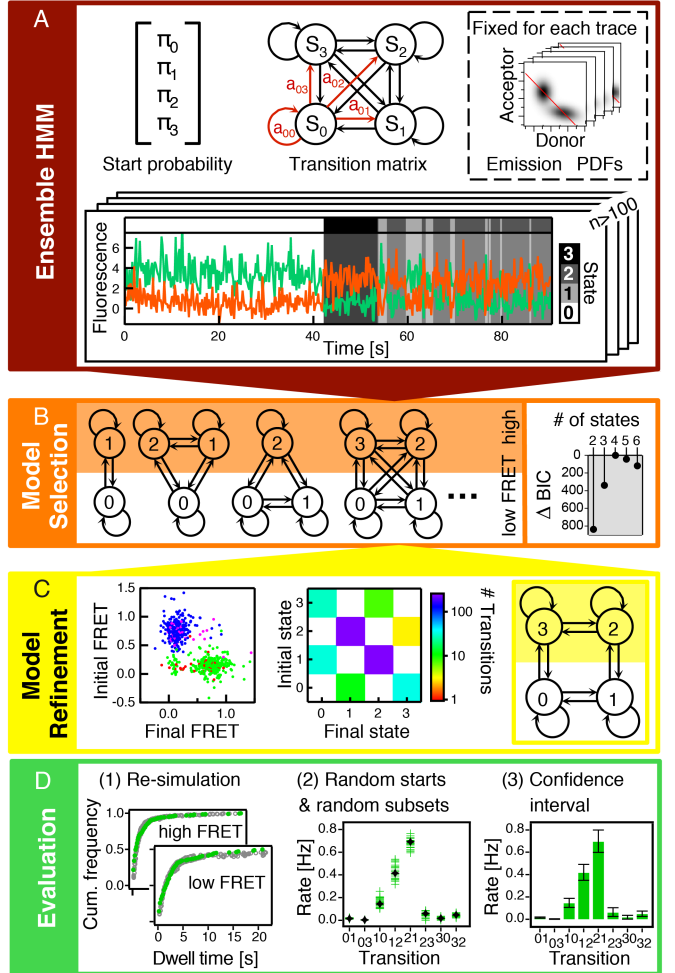 A
Ensemble HMM
π0
π1
π2
π3
Start probability
S3
S2
S0
S1
a03
a02
a01
a00
Transition matrix
Fixed for each trace
Acceptor
Donor
Emission PDFs
n>100
Fluorescence
6
4
2
0
0 20 40 60 80
Time [s]
3
2
1
0
State
B
Model
Selection
1
0
2 1
0
2
0 1
3 2
0 1
...
low FRET high
# of states
2 3 4 5 6
Δ BIC
0
200
400
600
800
C
Model
Refinement
Initial FRET
1.5
1.0
0.5
0.0
-0.5
0.0 1.0
Final FRET
Initial state
3
2
1
0
0 1 2 3
Final state
100
10
1
# Transitions
3 2
0 1
D
Evaluation
(1) Re-simulation
Cum. frequency
1.0
0.5
0.0
high FRET
low FRET
0 5 10 15 20
Dwell time [s]
(2) Random starts
& random subsets
Rate [Hz]
0.8
0.6
0.4
0.2
0.0
01 03 10 12 21 23 30 32
Transition
(3) Confidence
interval
Rate [Hz]
0.8
0.6
0.4
0.2
0.0
01 03 10 12 21 23 30 32
Transition